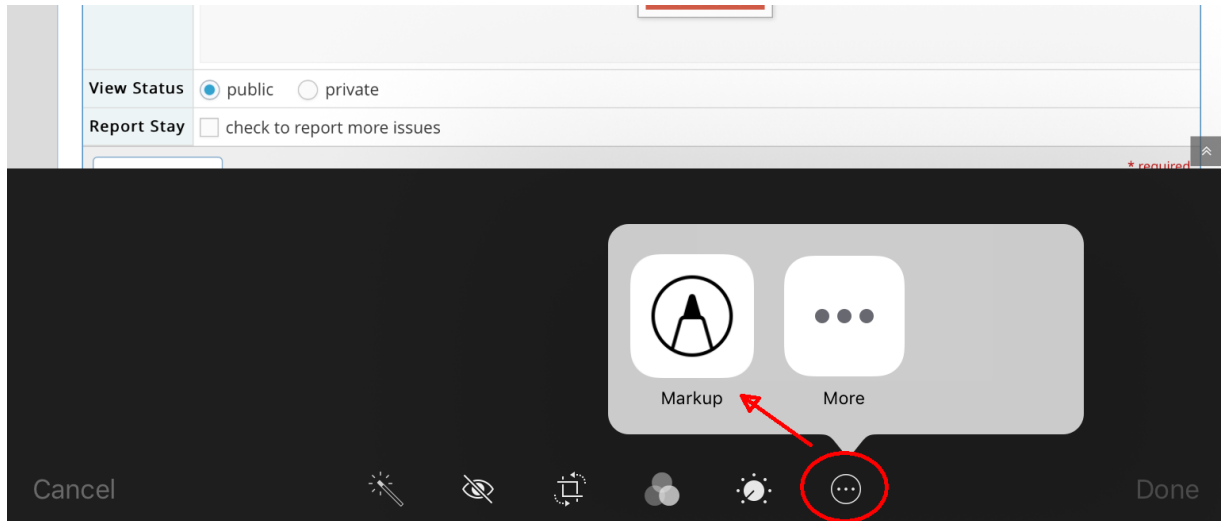 View Status public private
Report Stay check to report more issues
* required
Markup More
Cancel Done